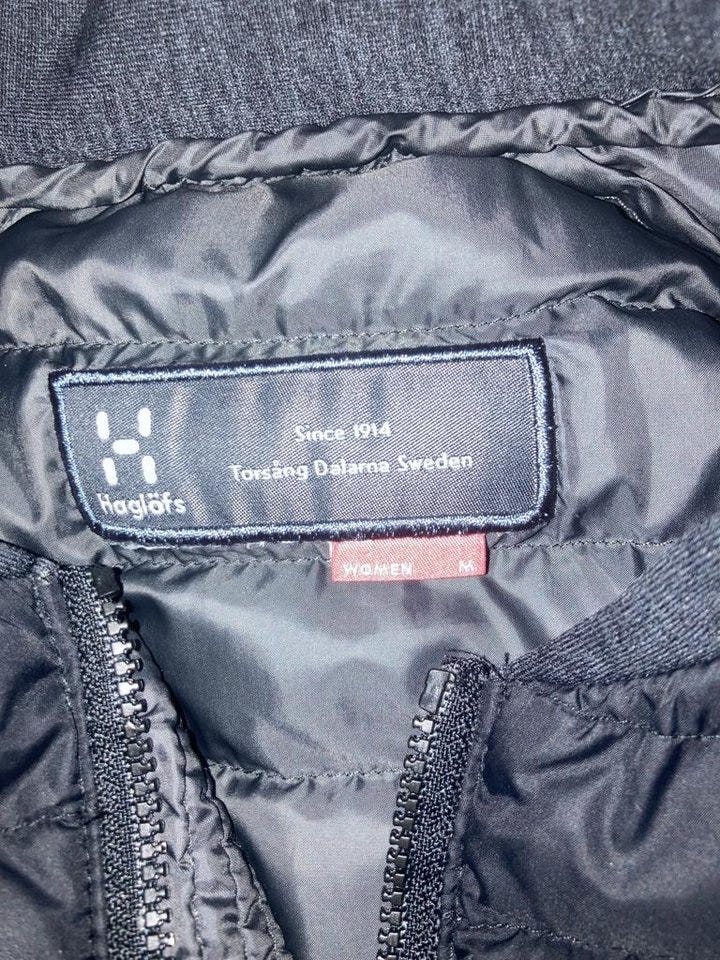 Since 1914
Torsång Dalarna Sweden
Haglöfs
WOMEN M